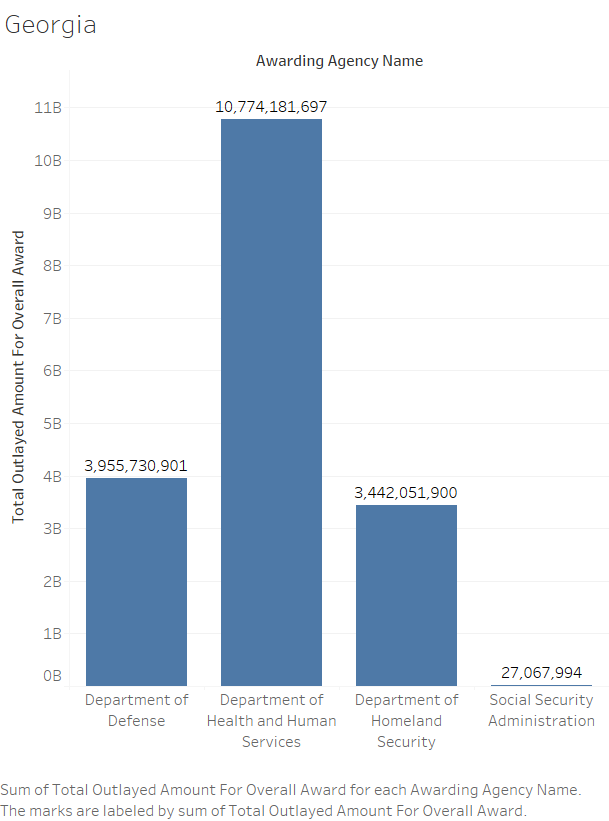 Georgia
Awarding Agency Name
Total Outlayed Amount For Overall Award
11B
10B
9B
8B
7B
6B
5B
4B
3B
2B
1B
0B
3,955,730,901
10,774,181,697
3,442,051,900
27,067,994
Department of
Defense
Department of
Health and Human
Services
Department of
Homeland
Security
Social Security
Administration
Sum of Total Outlayed Amount For Overall Award for each Awarding Agency Name.
The marks are labeled by sum of Total Outlayed Amount For Overall Award.